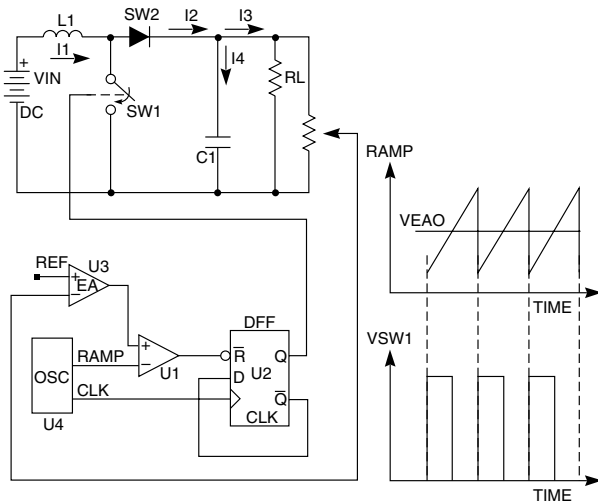 L1
SW2
I2
I3
I1
I4
+
VIN
DC
SW1
RL
C1
RAMP
VEAO
TIME
REF
U3
+
EA
−
DFF
+
−
U1
R
Q
D
U2
Q
CLK
OSC
RAMP
CLK
U4
VSW1
TIME